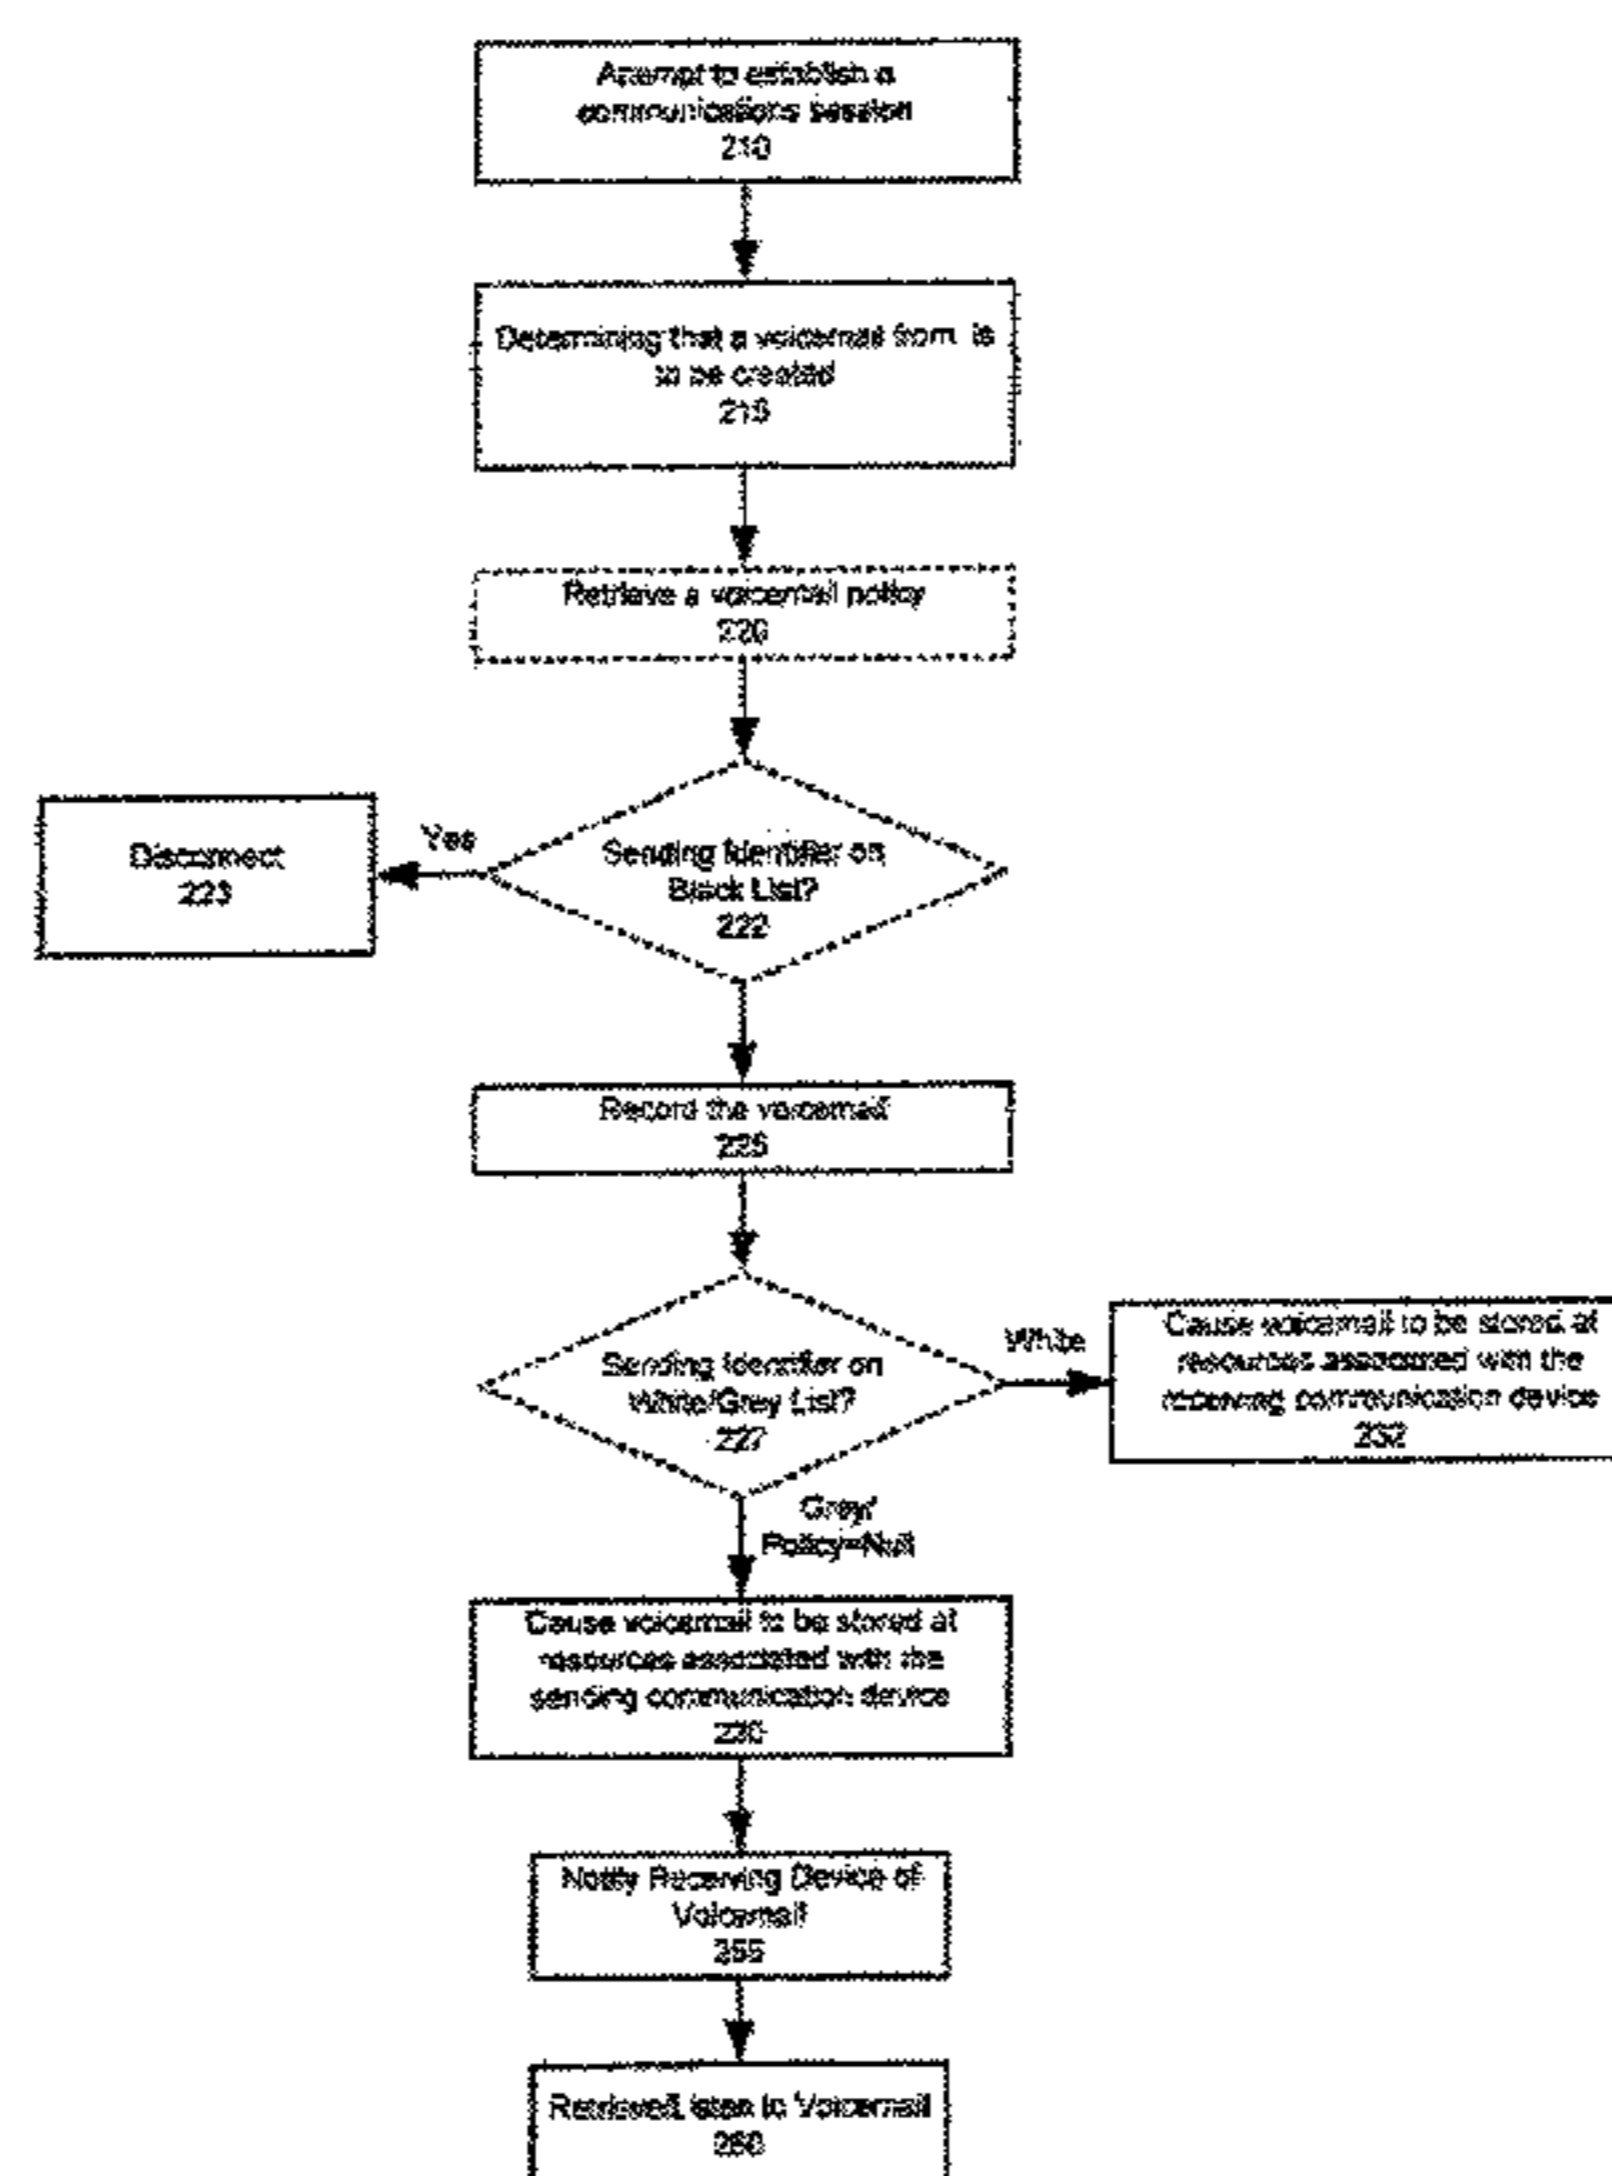 Attempt to establish a
communications session
210
Determining that a voicemail from is
to be created
215
Retrieve a voicemail policy
220
Yes
Disconnect
223
Sending Identifier on
Black List?
222
Record the voicemail
225
Sending Identifier on
White/Grey List?
227
White
Cause voicemail to be stored at
resources associated with the
receiving communication device
232
Grey/
Policy=Null
Cause voicemail to be stored at
resources associated with the
sending communication device
230
Notify Receiving Device of
Voicemail
255
listen to Voicemail
260